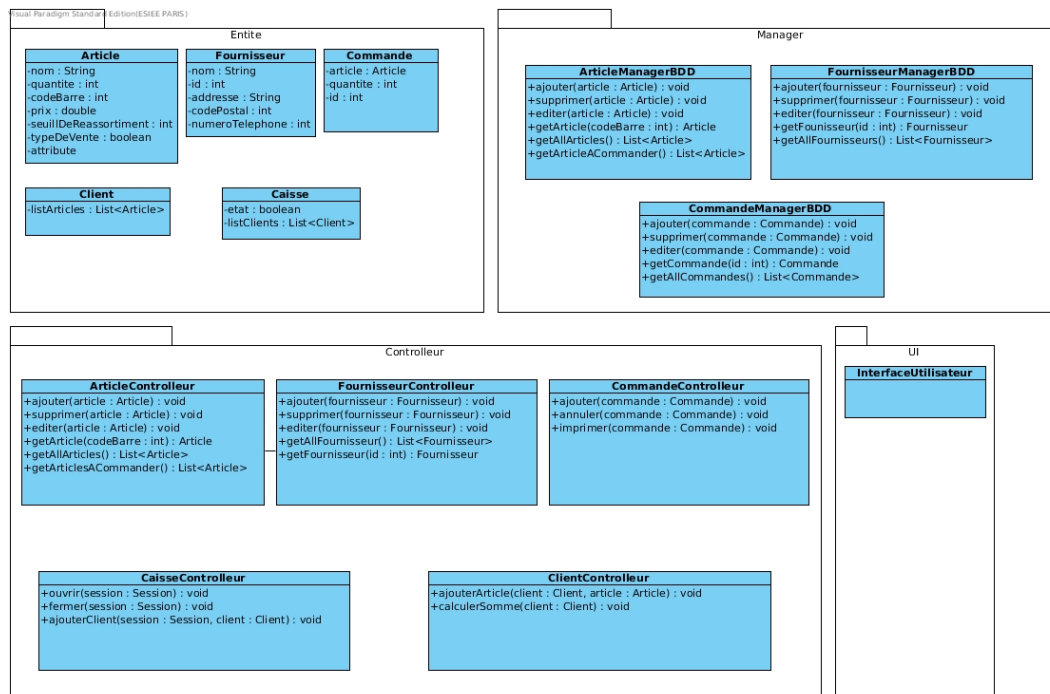 Visual Paradigm Standard Edition(ESIEE PARIS)
Entite
Article
-nom : String
-quantite : int
-codeBarre : int
-prix : double
-seuilIDeReassortiment : int
-typeDeVente : boolean
-attribute
Fournisseur
-nom : String
-id : int
-addresse : String
-codePostal : int
-numeroTelephone : int
Commande
-article : Article
-quantite : int
-id : int
Client
-listArticles : List<Article>
Caisse
-etat : boolean
-listClients : List<Client>
Manager
ArticleManagerBDD
+ajouter(article : Article) : void
+supprimer(article : Article) : void
+editer(article : Article) : void
+getArticle(codeBarre : int) : Article
+getAllArticles() : List<Article>
+getArticleACommander() : List<Article>
FournisseurManagerBDD
+ajouter(fournisseur : Fournisseur) : void
+supprimer(fournisseur : Fournisseur) : void
+editer(fournisseur : Fournisseur) : void
+getFounisseur(id : int) : Fournisseur
+getAllFournisseurs() : List<Fournisseur>
CommandeManagerBDD
+ajouter(commande : Commande) : void
+supprimer(commande : Commande) : void
+editer(commande : Commande) : void
+getCommande(id : int) : Commande
+getAllCommandes() : List<Commande>
Controlleur
ArticleControlleur
+ajouter(article : Article) : void
+supprimer(article : Article) : void
+editer(article : Article) : void
+getArticle(codeBarre : int) : Article
+getAllArticles() : List<Article>
+getArticlesACommander() : List<Article>
FournisseurControlleur
+ajouter(fournisseur : Fournisseur) : void
+supprimer(fournisseur : Fournisseur) : void
+editer(fournisseur : Fournisseur) : void
+getAllFournisseur() : List<Fournisseur>
+getFournisseur(id : int) : Fournisseur
CommandeControlleur
+ajouter(commande : Commande) : void
+annuler(commande : Commande) : void
+imprimer(commande : Commande) : void
CaisseControlleur
+ouvrir(session : Session) : void
+fermer(session : Session) : void
+ajouterClient(session : Session, client : Client) : void
ClientControlleur
+ajouterArticle(client : Client, article : Article) : void
+calculerSomme(client : Client) : void
UI
InterfaceUtilisateur